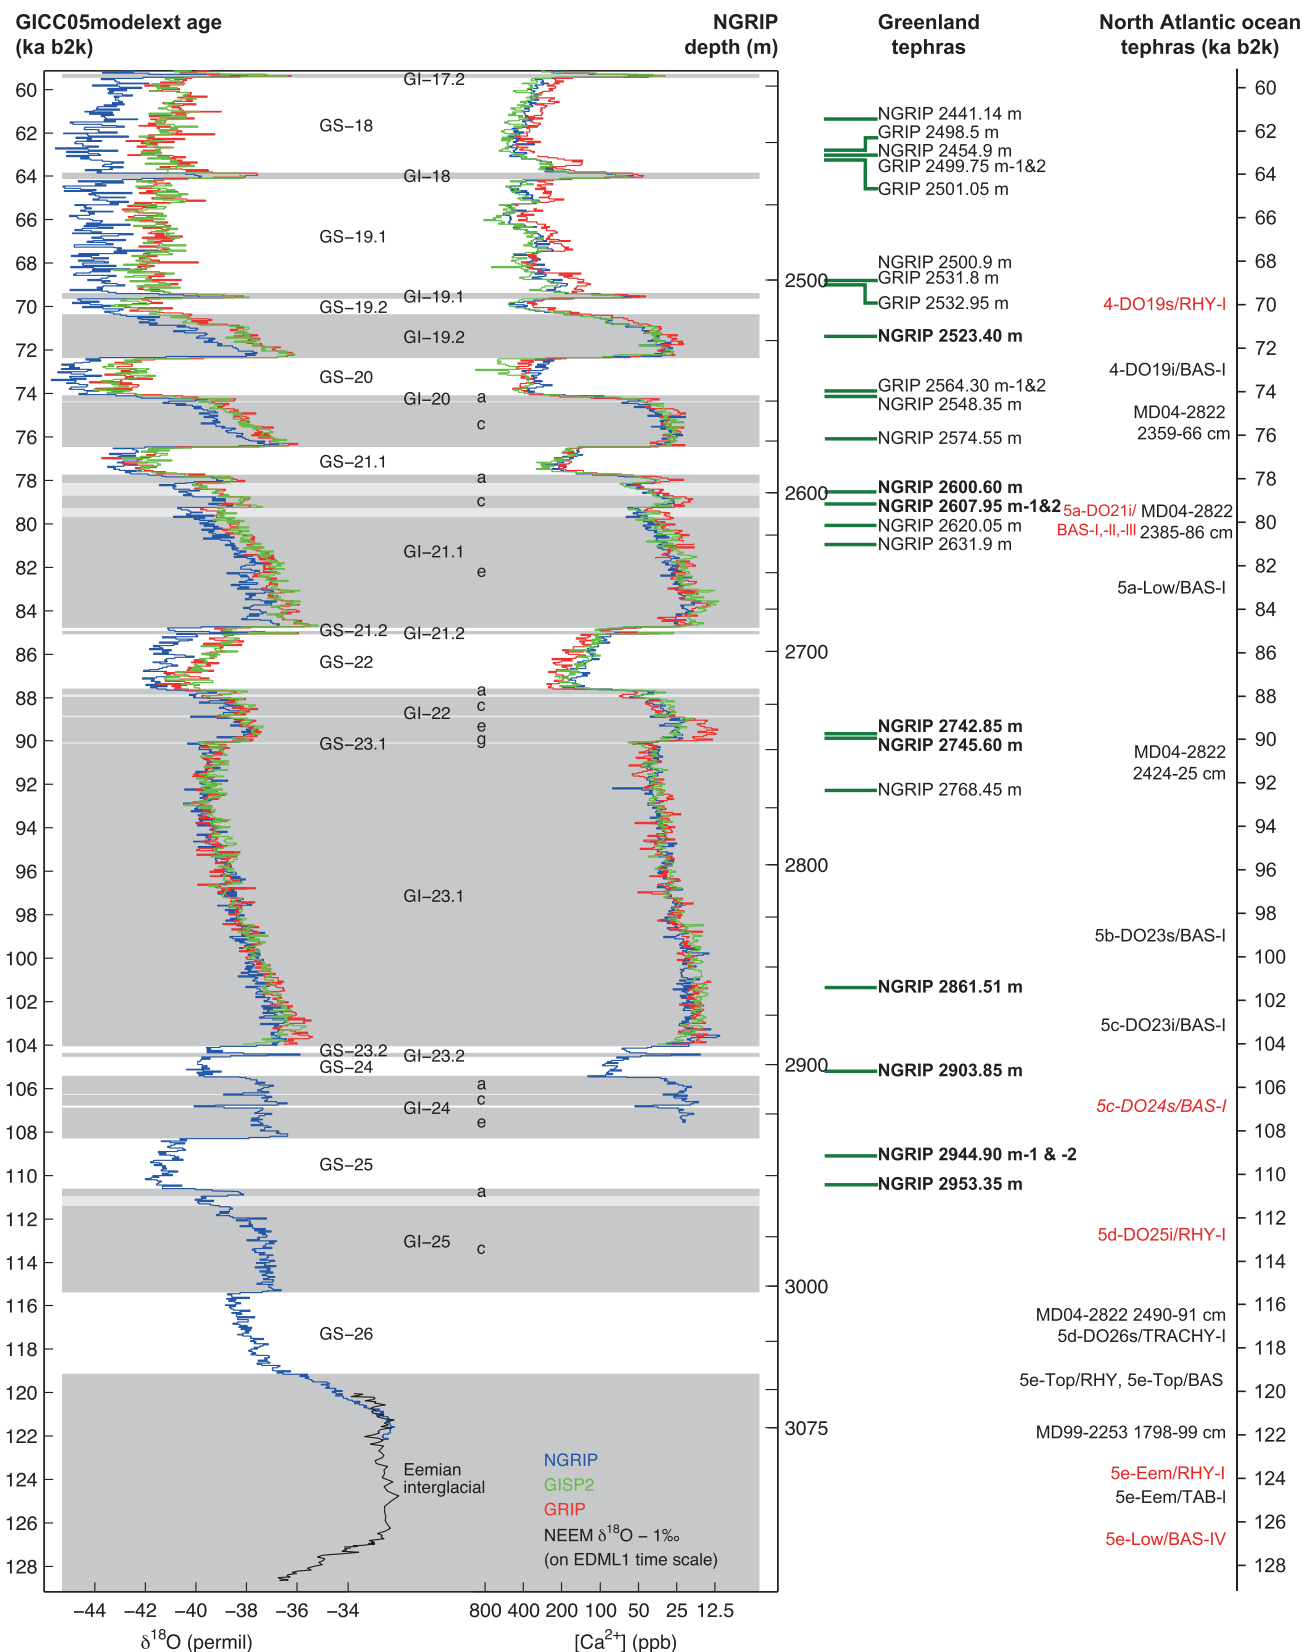 GICC05modelext age
(ka b2k)
NGRIP
depth (m)
Greenland
tephras
North Atlantic ocean
tephras (ka b2k)
60
62
64
66
68
70
72
74
76
78
80
82
84
86
88
90
92
94
96
98
100
102
104
106
108
110
112
114
116
118
120
122
124
126
128
GI−17.2
GS−18
GI−18
GS−19.1
GI−19.1
GS−19.2
GI−19.2
GS−20
GI−20
a
c
GS−21.1
a
c
GI−21.1
e
GS−21.2
GI−21.2
GS−22
a
c
GI−22
e
g
GS−23.1
GI−23.1
GS−23.2
GI−23.2
GS−24
a
c
GI−24
e
GS−25
a
GI−25
c
GS−26
Eemian
interglacial
NGRIP
GISP2
GRIP
NEEM δ18O − 1‰
(on EDML1 time scale)
2500
2600
2700
2800
2900
3000
3075
−44
−42
−40
−38
−36
−34
δ18O (permil)
800
400
200
100
50
25
12.5
[Ca2+] (ppb)
NGRIP 2441.14 m
GRIP 2498.5 m
NGRIP 2454.9 m
GRIP 2499.75 m-1&2
GRIP 2501.05 m
NGRIP 2500.9 m
GRIP 2531.8 m
GRIP 2532.95 m
NGRIP 2523.40 m
GRIP 2564.30 m-1&2
NGRIP 2548.35 m
NGRIP 2574.55 m
NGRIP 2600.60 m
NGRIP 2607.95 m-1&2
NGRIP 2620.05 m
NGRIP 2631.9 m
NGRIP 2742.85 m
NGRIP 2745.60 m
NGRIP 2768.45 m
NGRIP 2861.51 m
NGRIP 2903.85 m
NGRIP 2944.90 m-1 & -2
NGRIP 2953.35 m
4-DO19s/RHY-I
4-DO19i/BAS-I
MD04-2822
2359-66 cm
5a-DO21i/
BAS-I,-II,-III
MD04-2822
2385-86 cm
5a-Low/BAS-I
MD04-2822
2424-25 cm
5b-DO23s/BAS-I
5c-DO23i/BAS-I
5c-DO24s/BAS-I
5d-DO25i/RHY-I
MD04-2822 2490-91 cm
5d-DO26s/TRACHY-I
5e-Top/RHY, 5e-Top/BAS
MD99-2253 1798-99 cm
5e-Eem/RHY-I
5e-Eem/TAB-I
5e-Low/BAS-IV
60
62
64
66
68
70
72
74
76
78
80
82
84
86
88
90
92
94
96
98
100
102
104
106
108
110
112
114
116
118
120
122
124
126
128